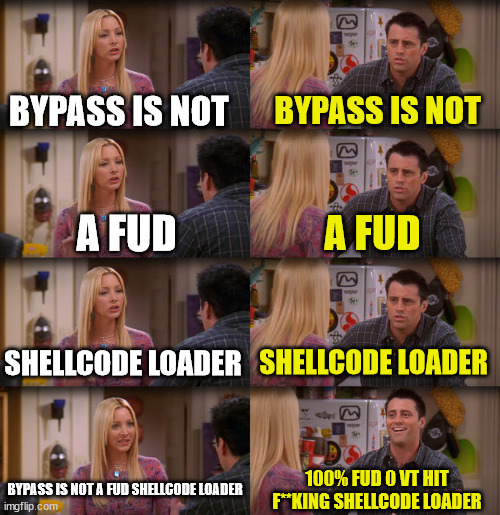 BYPASS IS NOT
BYPASS IS NOT
A FUD
A FUD
SHELLCODE LOADER
SHELLCODE LOADER
BYPASS IS NOT A FUD SHELLCODE LOADER
100% FUD 0 VT HIT
F**KING SHELLCODE LOADER
imgflip.com